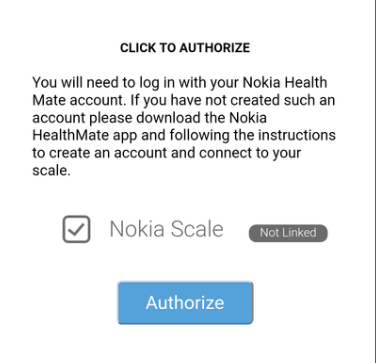 CLICK TO AUTHORIZE
You will need to log in with your Nokia Health
Mate account. If you have not created such an
account please download the Nokia
HealthMate app and following the instructions
to create an account and connect to your
scale.
Nokia Scale Not Linked
Authorize